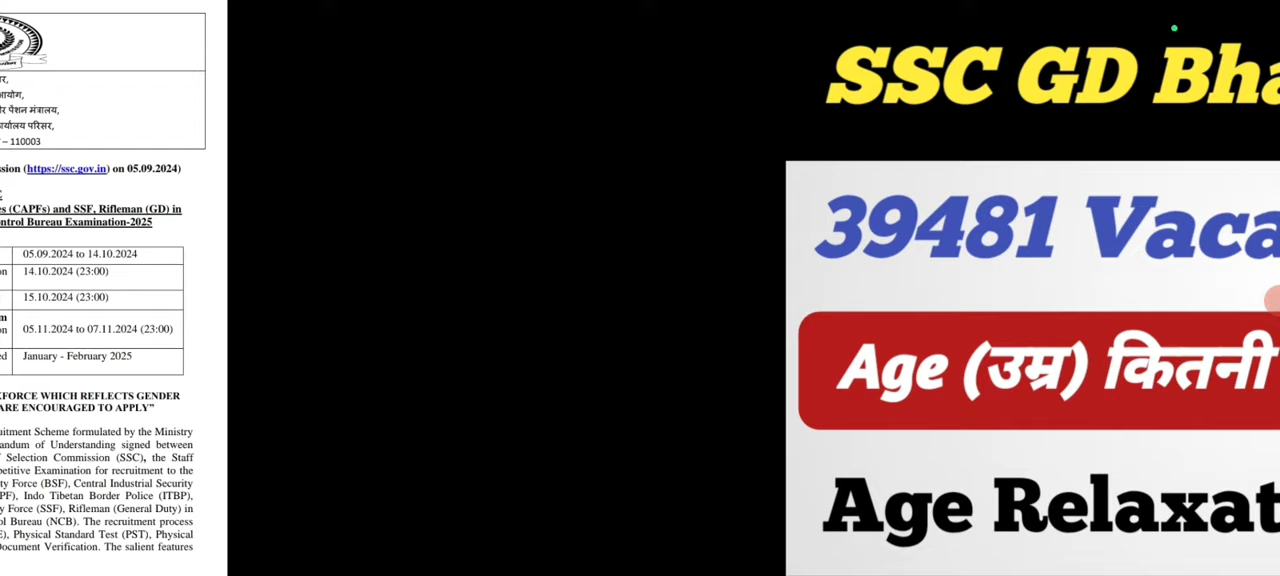 र,
आयोग,
र पेंशन मंत्रालय,
कार्यालय परिसर,
– 110003
ssion (https://ssc.gov.in) on 05.09.2024)
es (CAPFs) and SSF, Rifleman (GD) in
ontrol Bureau Examination-2025
05.09.2024 to 14.10.2024
on 14.10.2024 (23:00)
15.10.2024 (23:00)
m
on 05.11.2024 to 07.11.2024 (23:00)
ed January - February 2025
KFORCE WHICH REFLECTS GENDER
ARE ENCOURAGED TO APPLY”
uitment Scheme formulated by the Ministry
andum of Understanding signed between
Selection Commission (SSC), the Staff
petitive Examination for recruitment to the
ty Force (BSF), Central Industrial Security
PF), Indo Tibetan Border Police (ITBP),
y Force (SSF), Rifleman (General Duty) in
ol Bureau (NCB). The recruitment process
E), Physical Standard Test (PST), Physical
Document Verification. The salient features
SSC GD Bha
39481 Vaca
Age (उम्र) कितनी
Age Relaxat